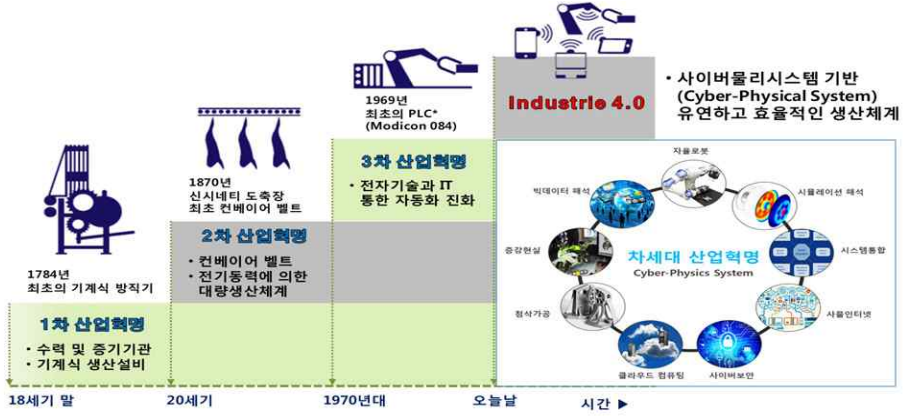 1784년
최초의 기계식 방직기
1차 산업혁명
• 수력 및 증기기관
• 기계식 생산설비
1870년
신시네티 도축장
최초 컨베이어 벨트
2차 산업혁명
• 컨베이어 벨트
• 전기동력에 의한
대량생산체계
1969년
최초의 PLC*
(Modicon 084)
3차 산업혁명
• 전자기술과 IT
통한 자동화 진화
Industrie 4.0
• 사이버물리시스템 기반
(Cyber-Physical System)
유연하고 효율적인 생산체계
자율로봇
빅데이터 해석
시뮬레이션 해석
증강현실
차세대 산업혁명
Cyber-Physics System
시스템통합
첨삭가공
사물인터넷
클라우드 컴퓨팅
사이버보안
18세기 말
20세기
1970년대
오늘날
시간 ▶